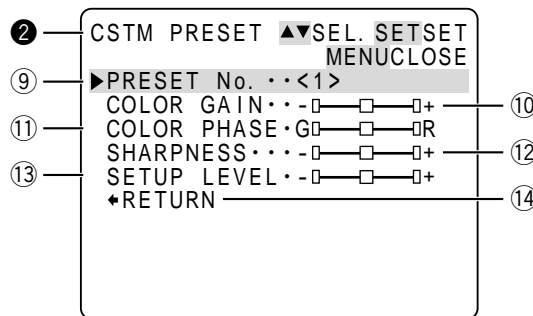 ❷ CSTM PRESET ▲▼SEL. SETSET
MENUCLOSE
⑨ ▶PRESET No. ··<1>
COLOR GAIN··- + ⑩
⑪ COLOR PHASE·G R
SHARPNESS···- + ⑫
⑬ SETUP LEVEL·- +
←RETURN ⑭